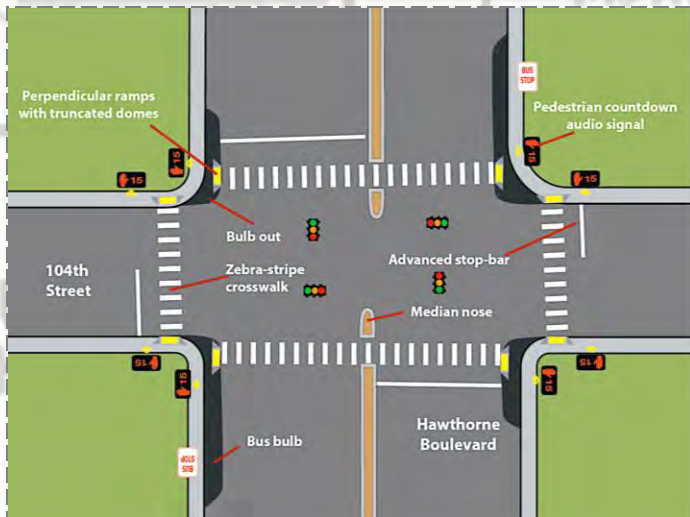 BUS
STOP
Perpendicular ramps
with truncated domes
Pedestrian countdown
audio signal
15
15
15
15
Bulb out
Advanced stop-bar
104th
Street
Zebra-stripe
crosswalk
Median nose
15
15
15
15
Hawthorne
Boulevard
Bus bulb
BUS
STOP